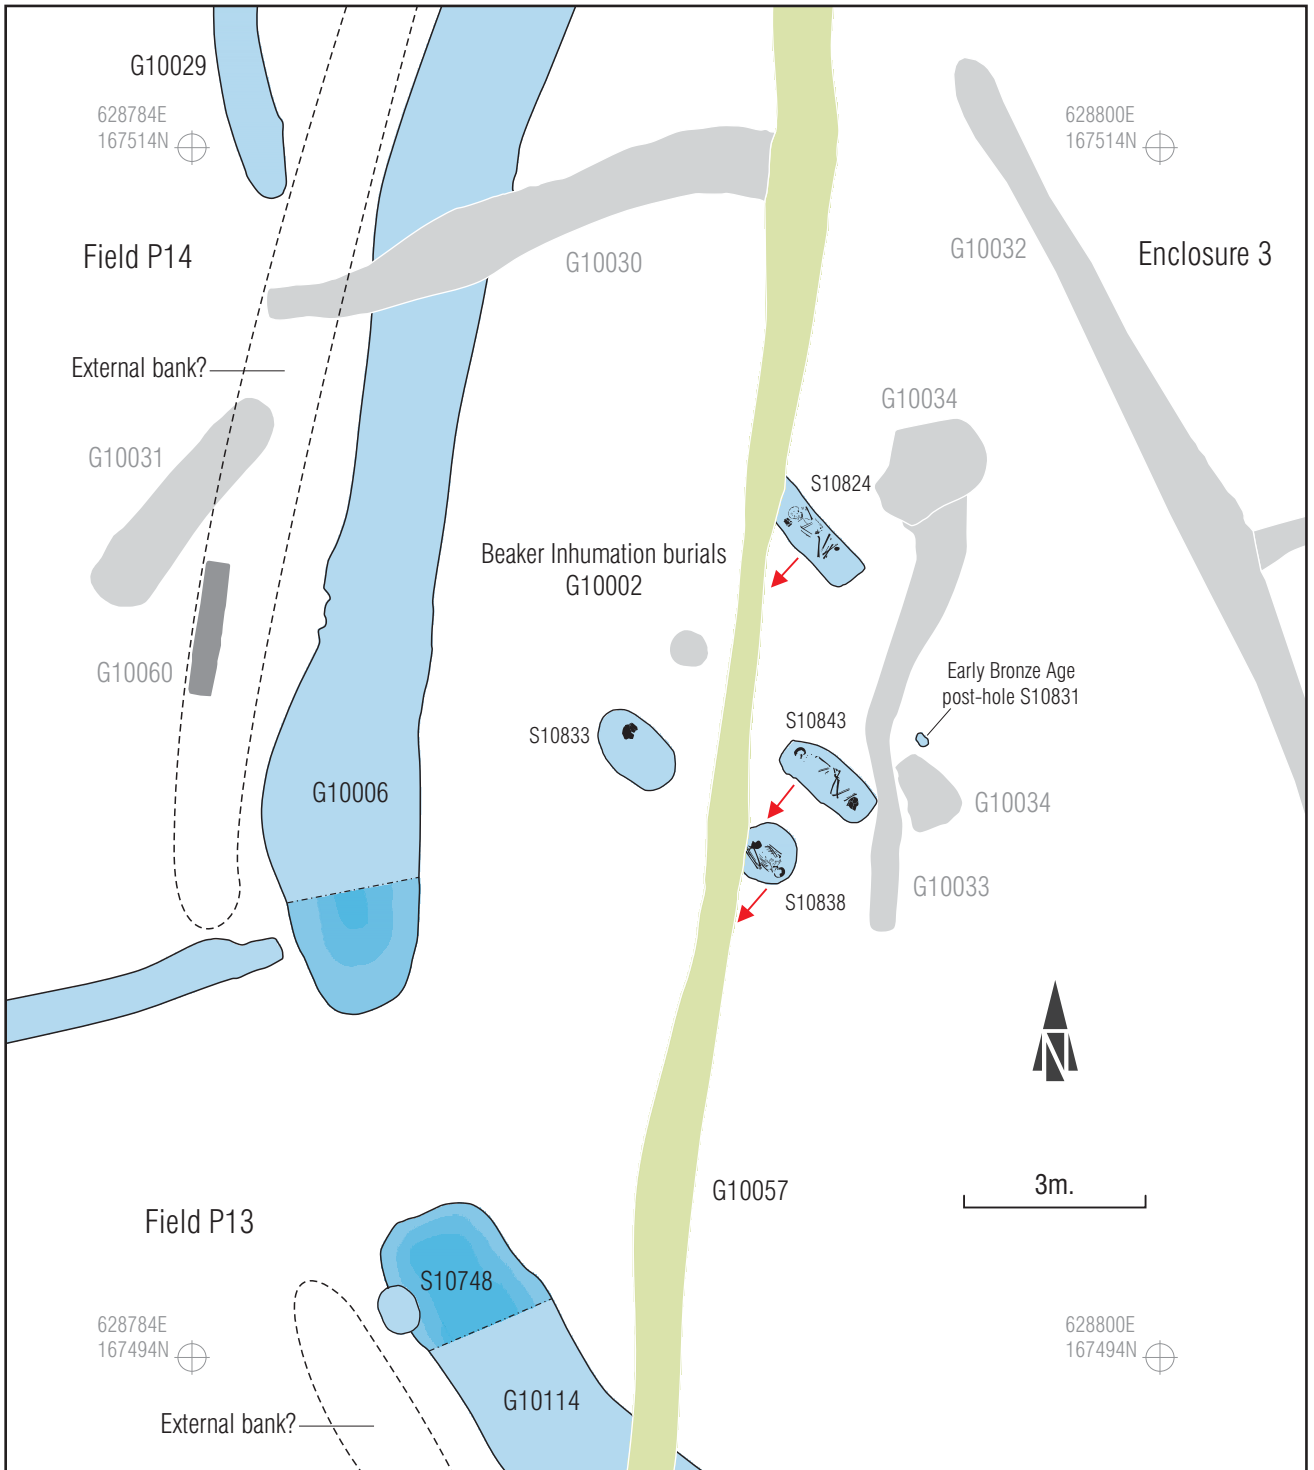 G10029
628784E
167514N
628800E
167514N
Field P14
G10030
G10032
Enclosure 3
External bank?
G10034
G10031
S10824
Beaker Inhumation burials
G10002
G10060
Early Bronze Age
post-hole S10831
S10843
S10833
G10006
G10034
G10033
S10838
N
G10057
3m.
Field P13
S10748
628784E
167494N
628800E
167494N
G10114
External bank?